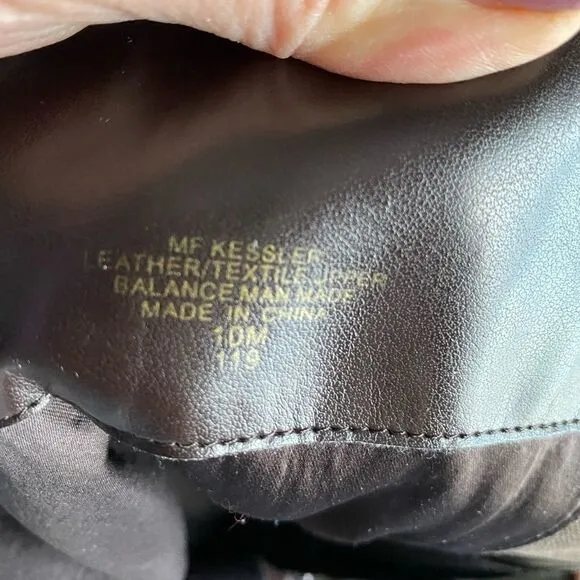 MF KESSLER
LEATHER/TEXTILE UPPER
BALANCE MAN MADE
MADE IN CHINA
10M
119